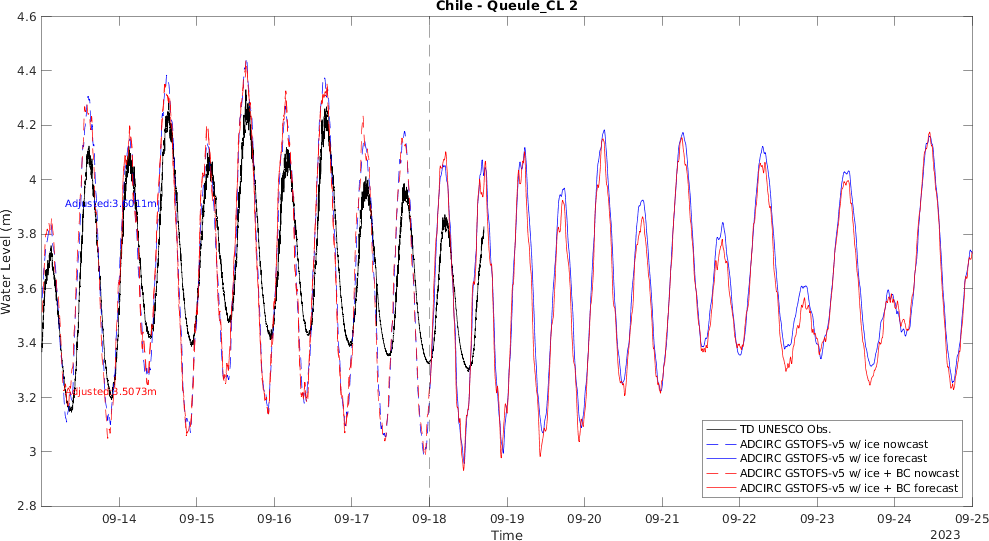 Chile - Queule_CL 2
4.6
4.4
4.2
4
3.8
3.6
3.4
3.2
3
2.8
Water Level (m)
Adjusted:3.6011m
Adjusted:3.5073m
TD UNESCO Obs.
ADCIRC GSTOFS-v5 w/ ice nowcast
ADCIRC GSTOFS-v5 w/ ice forecast
ADCIRC GSTOFS-v5 w/ ice + BC nowcast
ADCIRC GSTOFS-v5 w/ ice + BC forecast
09-14 09-15 09-16 09-17 09-18 09-19 09-20 09-21 09-22 09-23 09-24 09-25
Time
2023